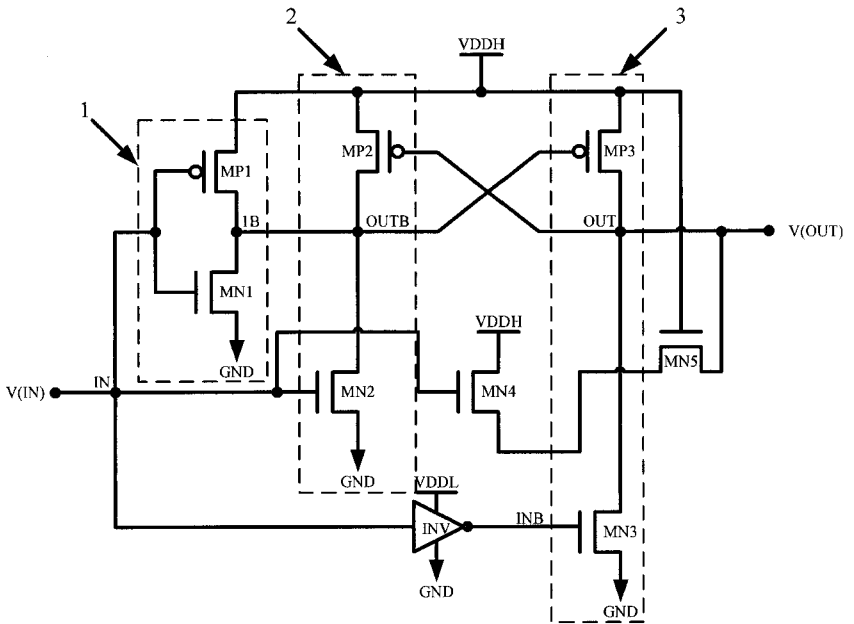 2
3
VDDH
1
MP1
MP2
MP3
1B
OUTB
OUT
V(OUT)
MN1
VDDH
MN5
GND
IN
V(IN)
MN2
MN4
GND
VDDL
INV
INB
MN3
GND
GND